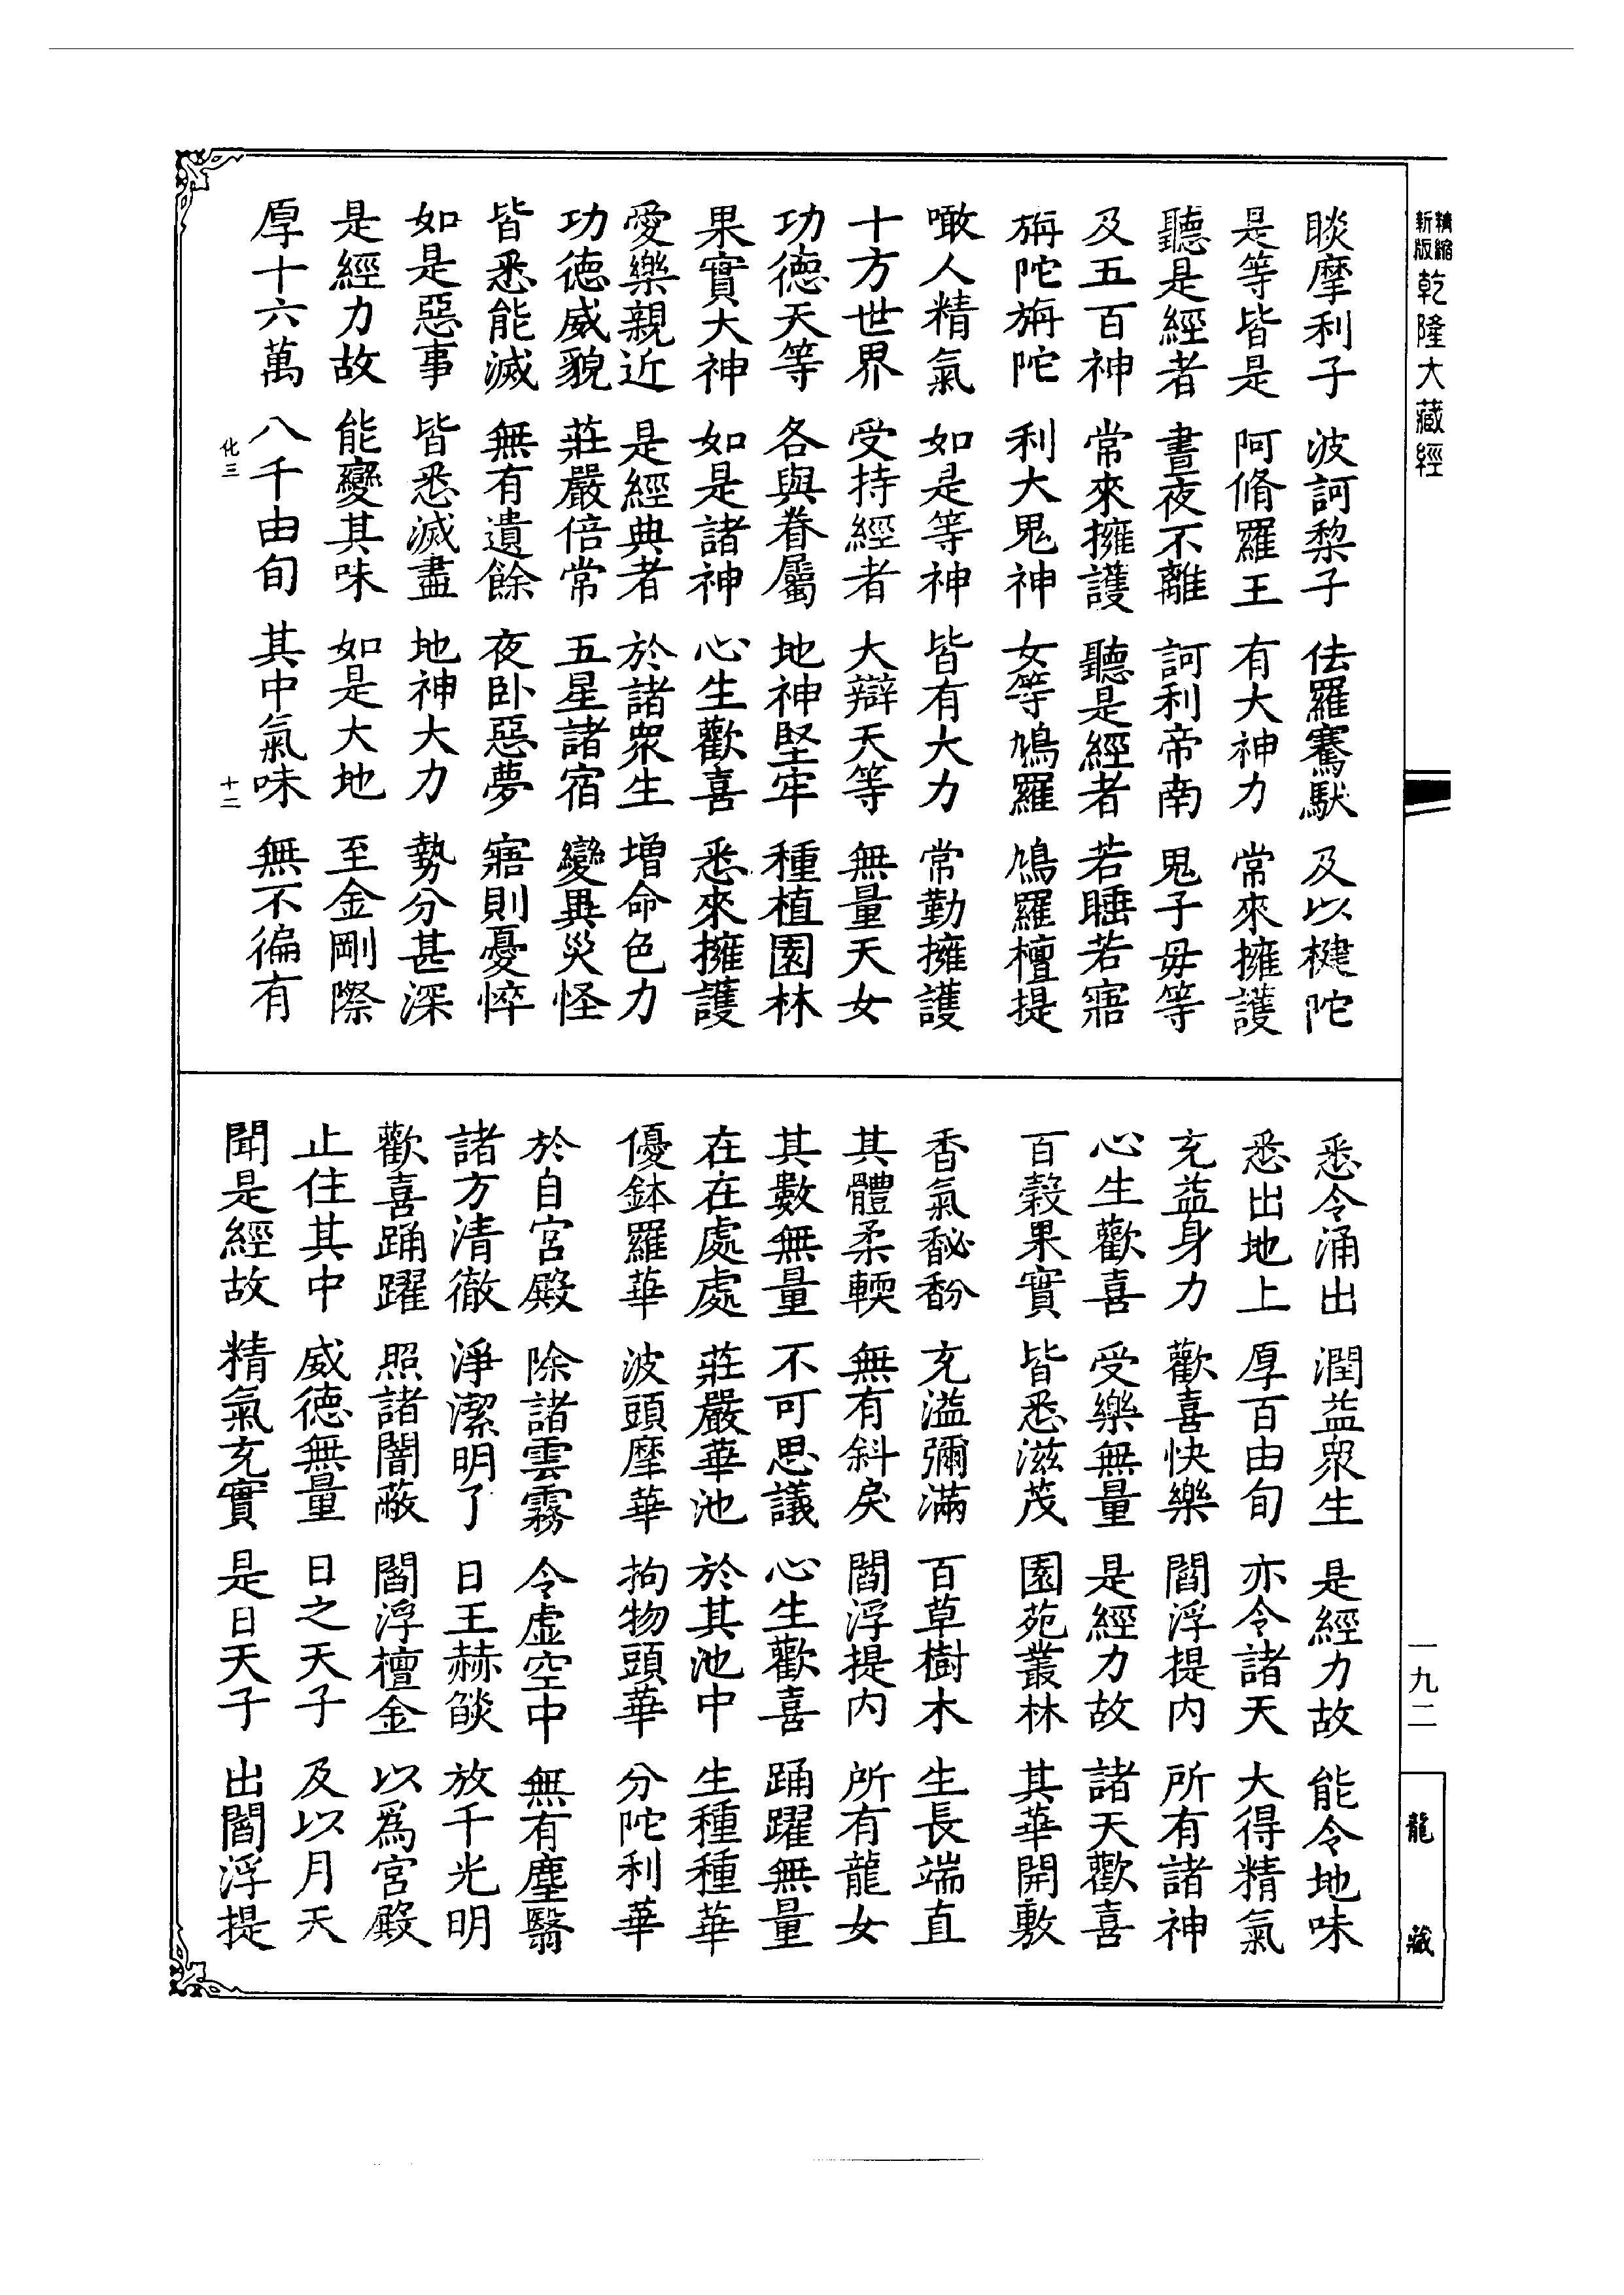 精縮新版乾隆大藏經
睒摩利子 波訶黎子 佉羅騫馱 及以楗陀
是等皆是 阿脩羅王 有大神力 常來擁護
聽是經者 晝夜不離 訶利帝南 鬼子母等
及五百神 常來擁護 聽是經者 若睡若寤
旃陀旃陀 利大鬼神 女等鳩羅 鳩羅檀提
噉人精氣 如是等神 皆有大力 常勤擁護
十方世界 受持經者 大辯天等 無量天女
功德天等 各與眷屬 地神堅牢 種植園林
果實大神 如是諸神 心生歡喜 悉來擁護
愛樂親近 是經典者 於諸眾生 增命色力
功德威貌 莊嚴倍常 五星諸宿 變異災怪
皆悉能滅 無有遺餘 夜臥惡夢 寤則憂悴
如是惡事 皆悉滅盡 地神大力 勢分甚深
是經力故 能變其味 如是大地 至金剛際
厚十六萬 八千由旬 其中氣味 無不徧有
化三 十二
悉令涌出 潤益眾生 是經力故 能令地味
悉出地上 厚百由旬 亦令諸天 大得精氣
充益身力 歡喜快樂 閻浮提內 所有諸神
心生歡喜 受樂無量 是經力故 諸天歡喜
百穀果實 皆悉滋茂 園苑叢林 其華開敷
香氣馝馚 充溢彌滿 百草樹木 生長端直
其體柔輭 無有斜戾 閻浮提內 所有龍女
其數無量 不可思議 心生歡喜 踊躍無量
在在處處 莊嚴華池 於其池中 生種種華
優鉢羅華 波頭摩華 拘物頭華 分陀利華
於自宮殿 除諸雲霧 令虛空中 無有塵翳
諸方清徹 淨潔明了 日王赫燄 放千光明
歡喜踊躍 照諸闇蔽 閻浮檀金 以為宮殿
止住其中 威德無量 日之天子 及以月天
聞是經故 精氣充實 是日天子 出閻浮提
一九二
龍藏